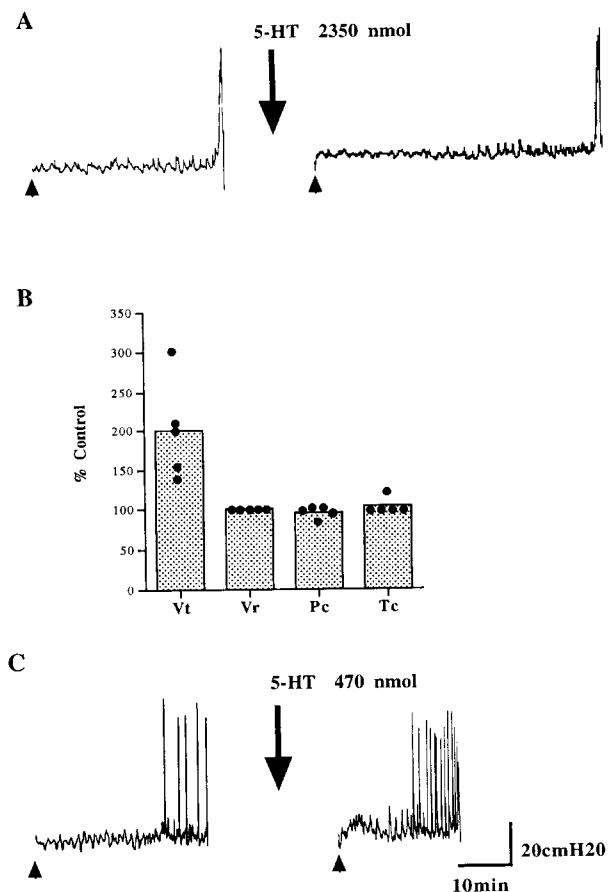 A
5-HT 2350 nmol
B
350
300
250
200
150
100
50
0
% Control
Vt Vr Pc Tc
C
5-HT 470 nmol
20cmH20
10min